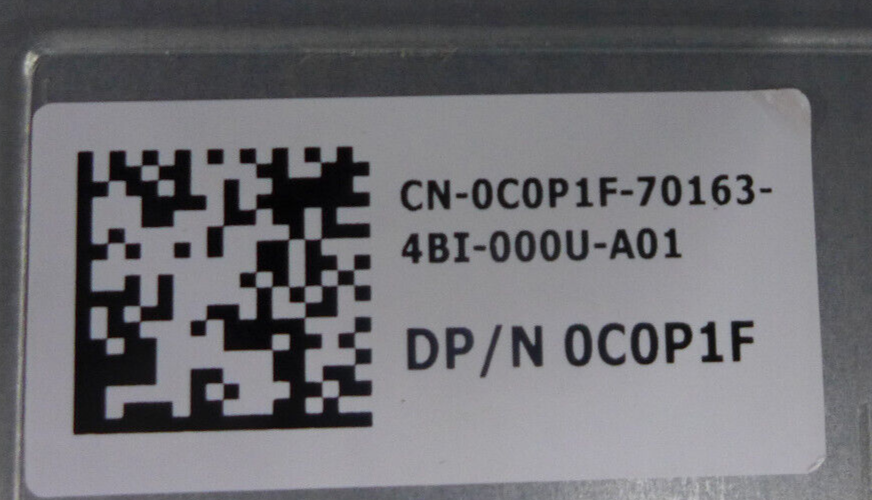 CN-0C0P1F-70163-
4BI-000U-A01
DP/N 0C0P1F